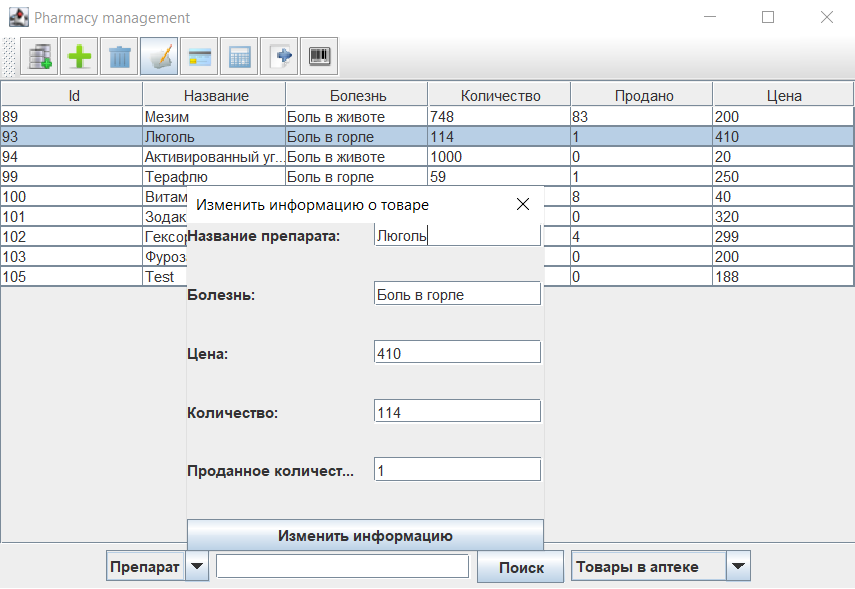 Pharmacy management
Id Название Болезнь Количество Продано Цена
89 Мезим Боль в животе 748 83 200
93 Люголь Боль в горле 114 1 410
94 Активированный уг... Боль в животе 1000 0 20
99 Терафлю Боль в горле 59 1 250
100 Витам 8 40
101 Зодак 0 320
102 Гексор 4 299
103 Фуроз 0 200
105 Test 0 188
Изменить информацию о товаре
Название препарата: Люголь
Болезнь: Боль в горле
Цена: 410
Количество: 114
Проданное количест... 1
Изменить информацию
Препарат Поиск Товары в аптеке